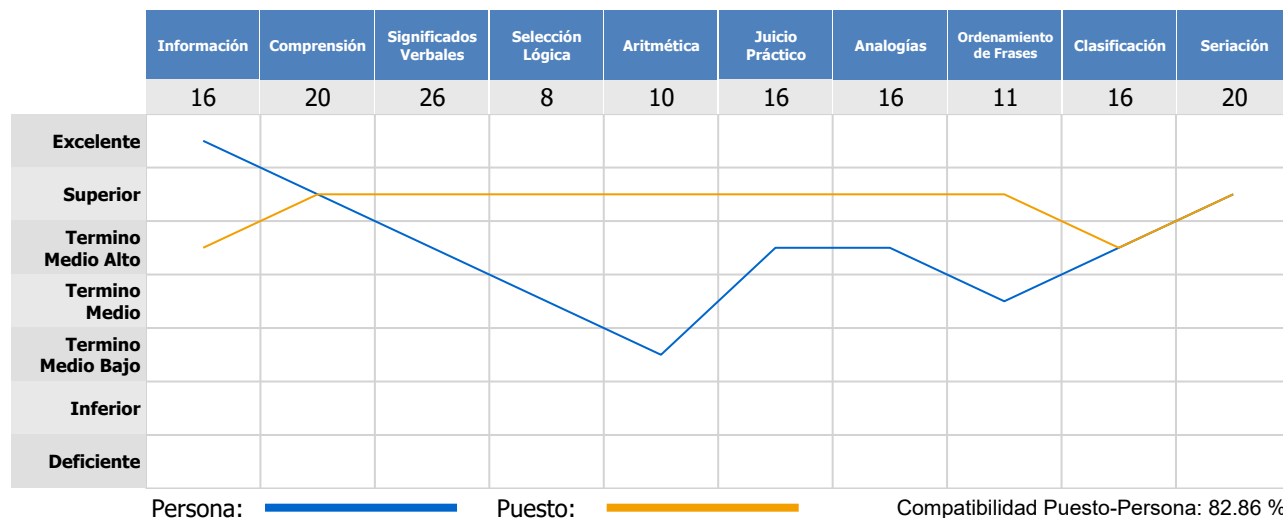 Información Comprensión Significados Verbales Selección Lógica Aritmética Juicio Práctico Analogías Ordenamiento de Frases Clasificación Seriación
16 20 26 8 10 16 16 11 16 20
Excelente
Superior
Termino
Medio Alto
Termino
Medio
Termino
Medio Bajo
Inferior
Deficiente
Persona: Puesto: Compatibilidad Puesto-Persona: 82.86 %